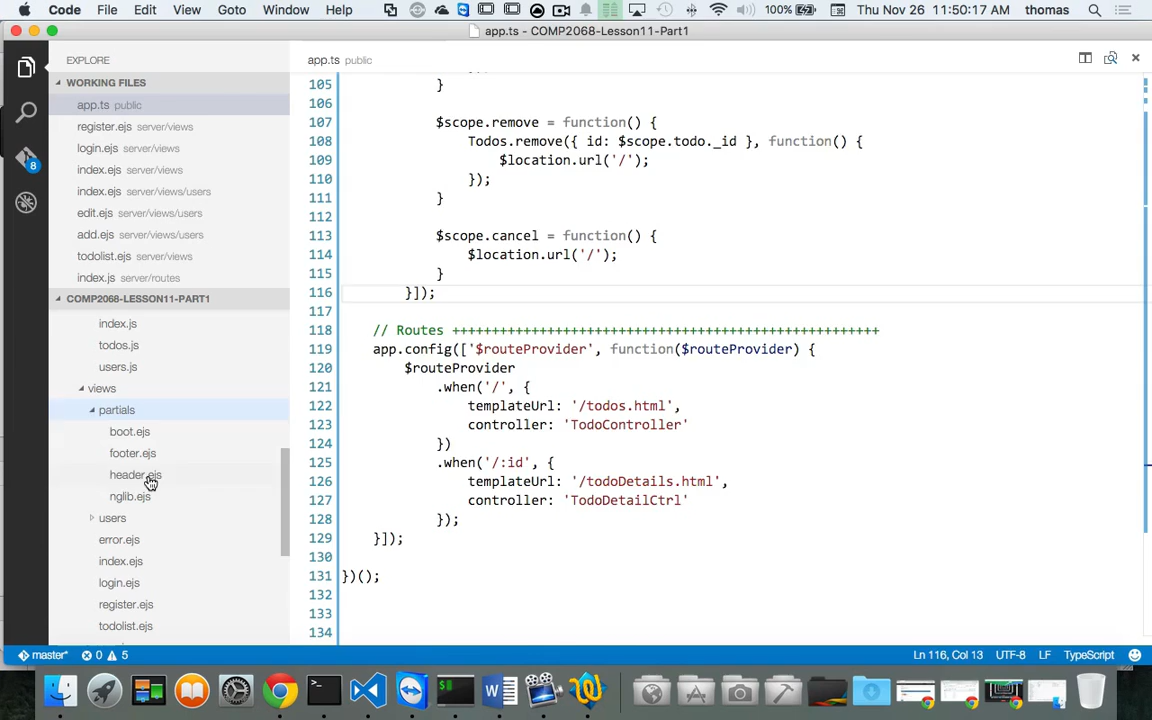 Code File Edit View Goto Window Help 100% Thu Nov 26 11:50:17 AM thomas
app.ts - COMP2068-Lesson11-Part1
EXPLORE
WORKING FILES
app.ts public
register.ejs server/views
login.ejs server/views
index.ejs server/views
index.ejs server/views/users
edit.ejs server/views/users
add.ejs server/views/users
todolist.ejs server/views
index.js server/routes
COMP2068-LESSON11-PART1
index.js
todos.js
users.js
views
partials
boot.ejs
footer.ejs
header.ejs
nglib.ejs
users
error.ejs
index.ejs
login.ejs
register.ejs
todolist.ejs
8
app.ts public
105 }
106
107 $scope.remove = function() {
108 Todos.remove({ id: $scope.todo._id }, function() {
109 $location.url('/');
110 });
111 }
112
113 $scope.cancel = function() {
114 $location.url('/');
115 }
116 }]);
117
118 // Routes ++++++++++++++++++++++++++++++++++++++++++++++++++++++
119 app.config(['$routeProvider', function($routeProvider) {
120 $routeProvider
121 .when('/', {
122 templateUrl: '/todos.html',
123 controller: 'TodoController'
124 })
125 .when('/:id', {
126 templateUrl: '/todoDetails.html',
127 controller: 'TodoDetailCtrl'
128 });
129 }]);
130
131 })();
132
133
134
master* 0 5 Ln 116, Col 13 UTF-8 LF TypeScript